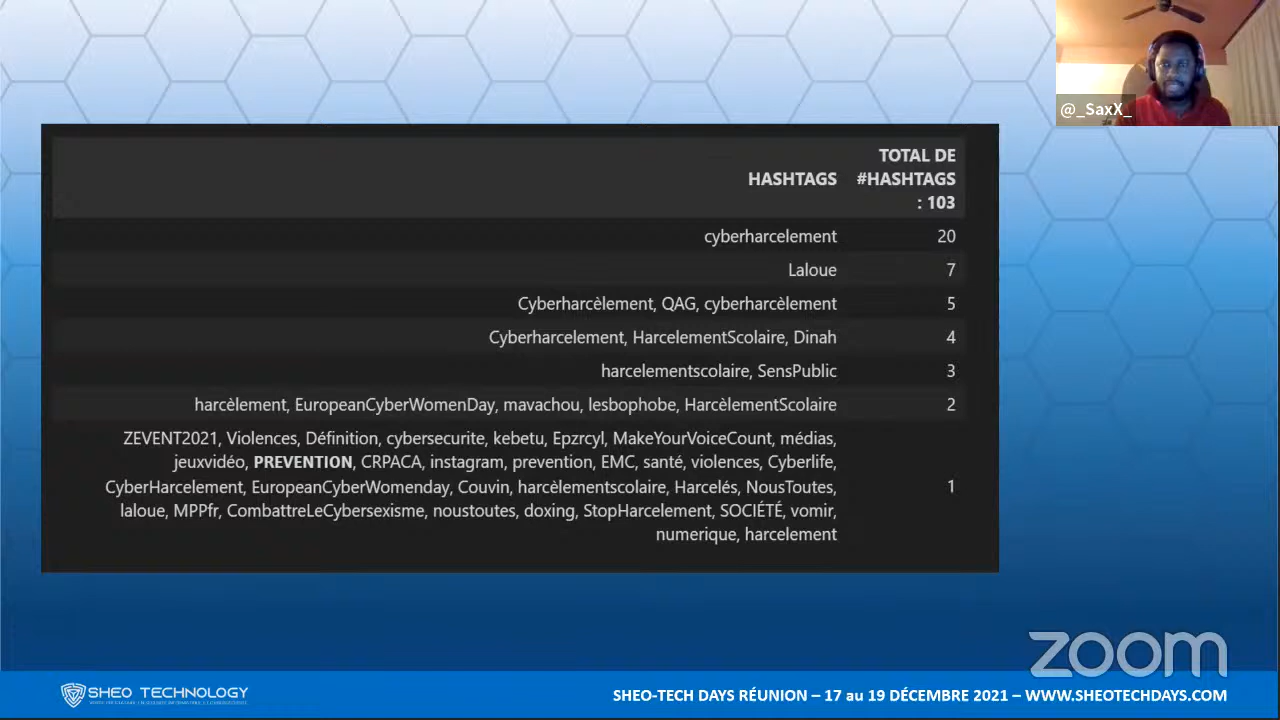 @_SaxX_
TOTAL DE
HASHTAGS #HASHTAGS
: 103
cyberharcelement 20
Laloue 7
Cyberharcèlement, QAG, cyberharcèlement 5
Cyberharcelement, HarcelementScolaire, Dinah 4
harcelementscolaire, SensPublic 3
harcèlement, EuropeanCyberWomenDay, mavachou, lesbophobe, HarcèlementScolaire 2
ZEVENT2021, Violences, Définition, cybersecurite, kebetu, Epzrcyl, MakeYourVoiceCount, médias,
jeuxvidéo, PREVENTION, CRPACA, instagram, prevention, EMC, santé, violences, Cyberlife,
CyberHarcelement, EuropeanCyberWomenday, Couvin, harcèlementscolaire, Harcelés, NousToutes, 1
laloue, MPPfr, CombattreLeCybersexisme, noustoutes, doxing, StopHarcelement, SOCIÉTÉ, vomir,
numerique, harcelement
zoom
SHEO TECHNOLOGY
SHEO-TECH DAYS RÉUNION – 17 au 19 DÉCEMBRE 2021 – WWW.SHEOTECHDAYS.COM